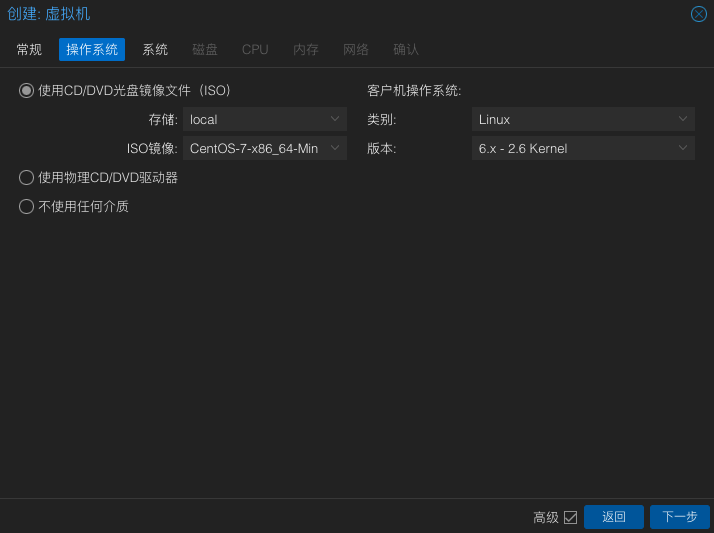 创建: 虚拟机
常规 操作系统 系统 磁盘 CPU 内存 网络 确认
使用CD/DVD光盘镜像文件（ISO） 客户机操作系统:
存储: local 类别: Linux
ISO镜像: CentOS-7-x86_64-Min 版本: 6.x - 2.6 Kernel
使用物理CD/DVD驱动器
不使用任何介质
高级 返回 下一步